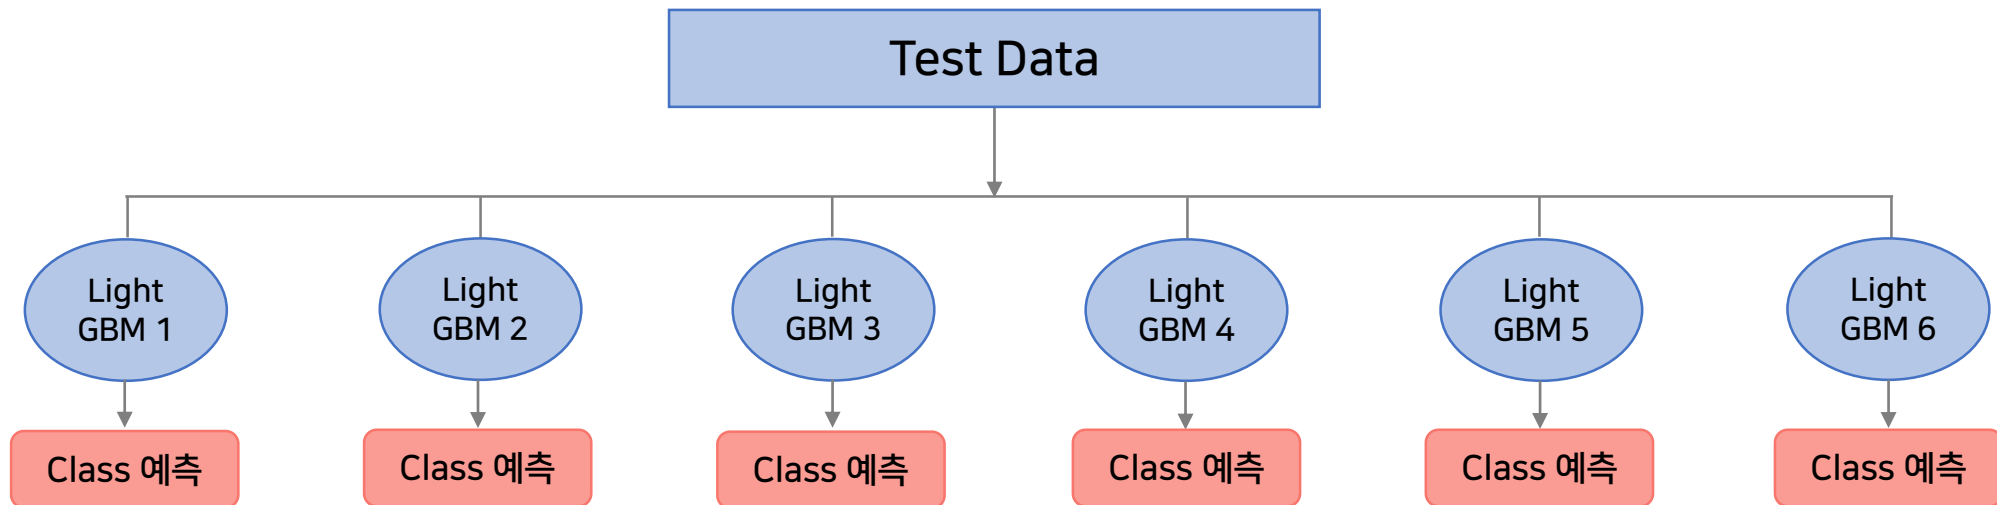 Test Data
Light
GBM 1
Light
GBM 2
Light
GBM 3
Light
GBM 4
Light
GBM 5
Light
GBM 6
Class 예측
Class 예측
Class 예측
Class 예측
Class 예측
Class 예측